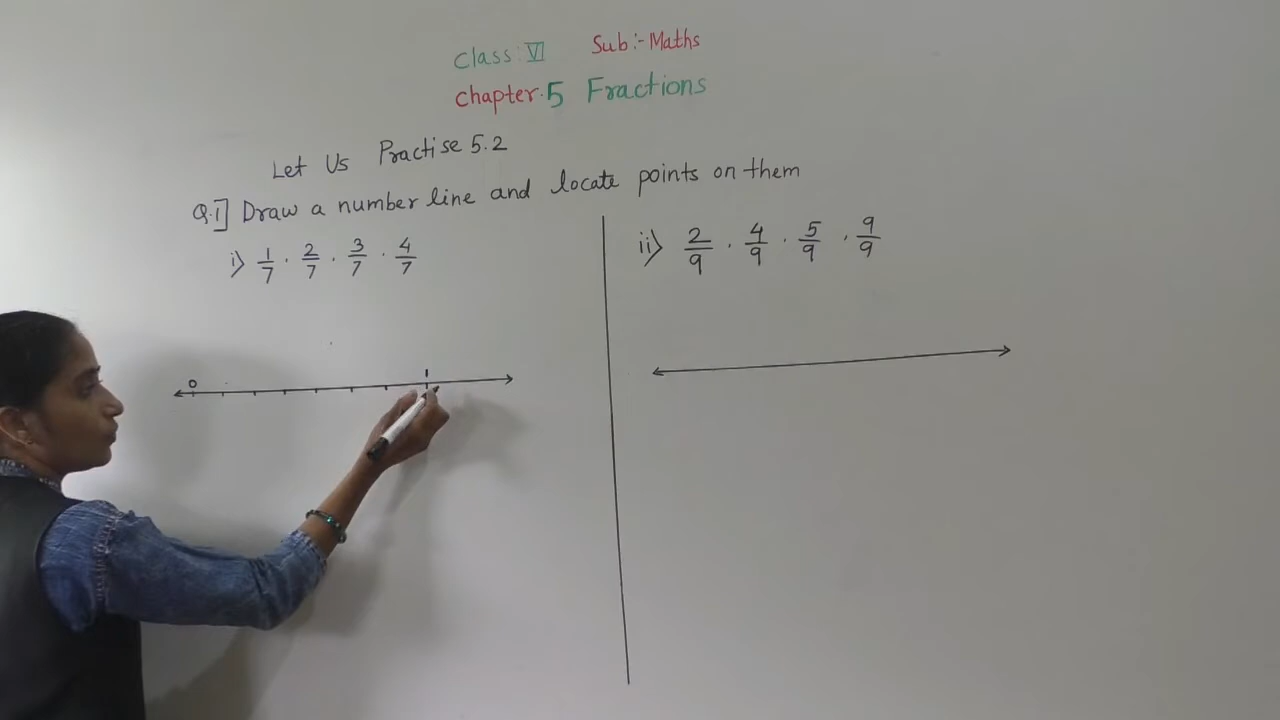 Class: VI Sub:- Maths
Chapter. 5 Fractions
Let Us Practise 5.2
Q.1] Draw a number line and locate points on them
i) 1/7 . 2/7 . 3/7 . 4/7
ii) 2/9 . 4/9 . 5/9 . 9/9
0 1